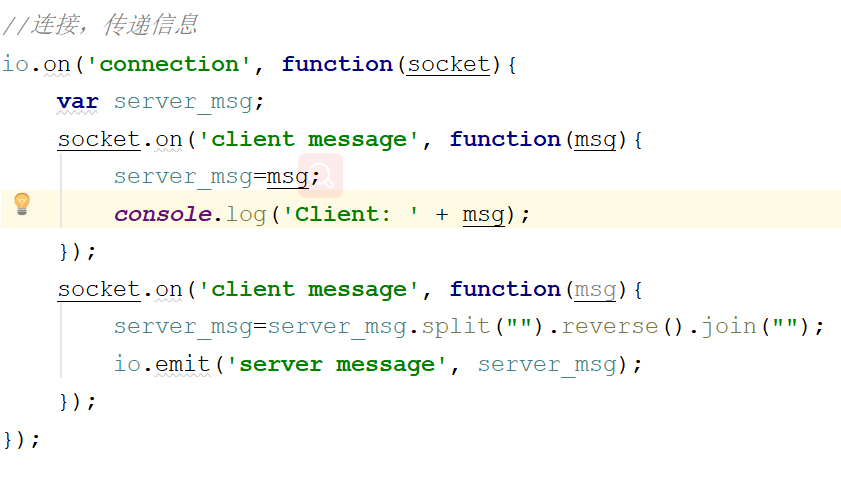 //连接，传递信息
io.on('connection', function(socket){
    var server_msg;
    socket.on('client message', function(msg){
        server_msg=msg;
        console.log('Client: ' + msg);
    });
    socket.on('client message', function(msg){
        server_msg=server_msg.split("").reverse().join("");
        io.emit('server message', server_msg);
    });
});